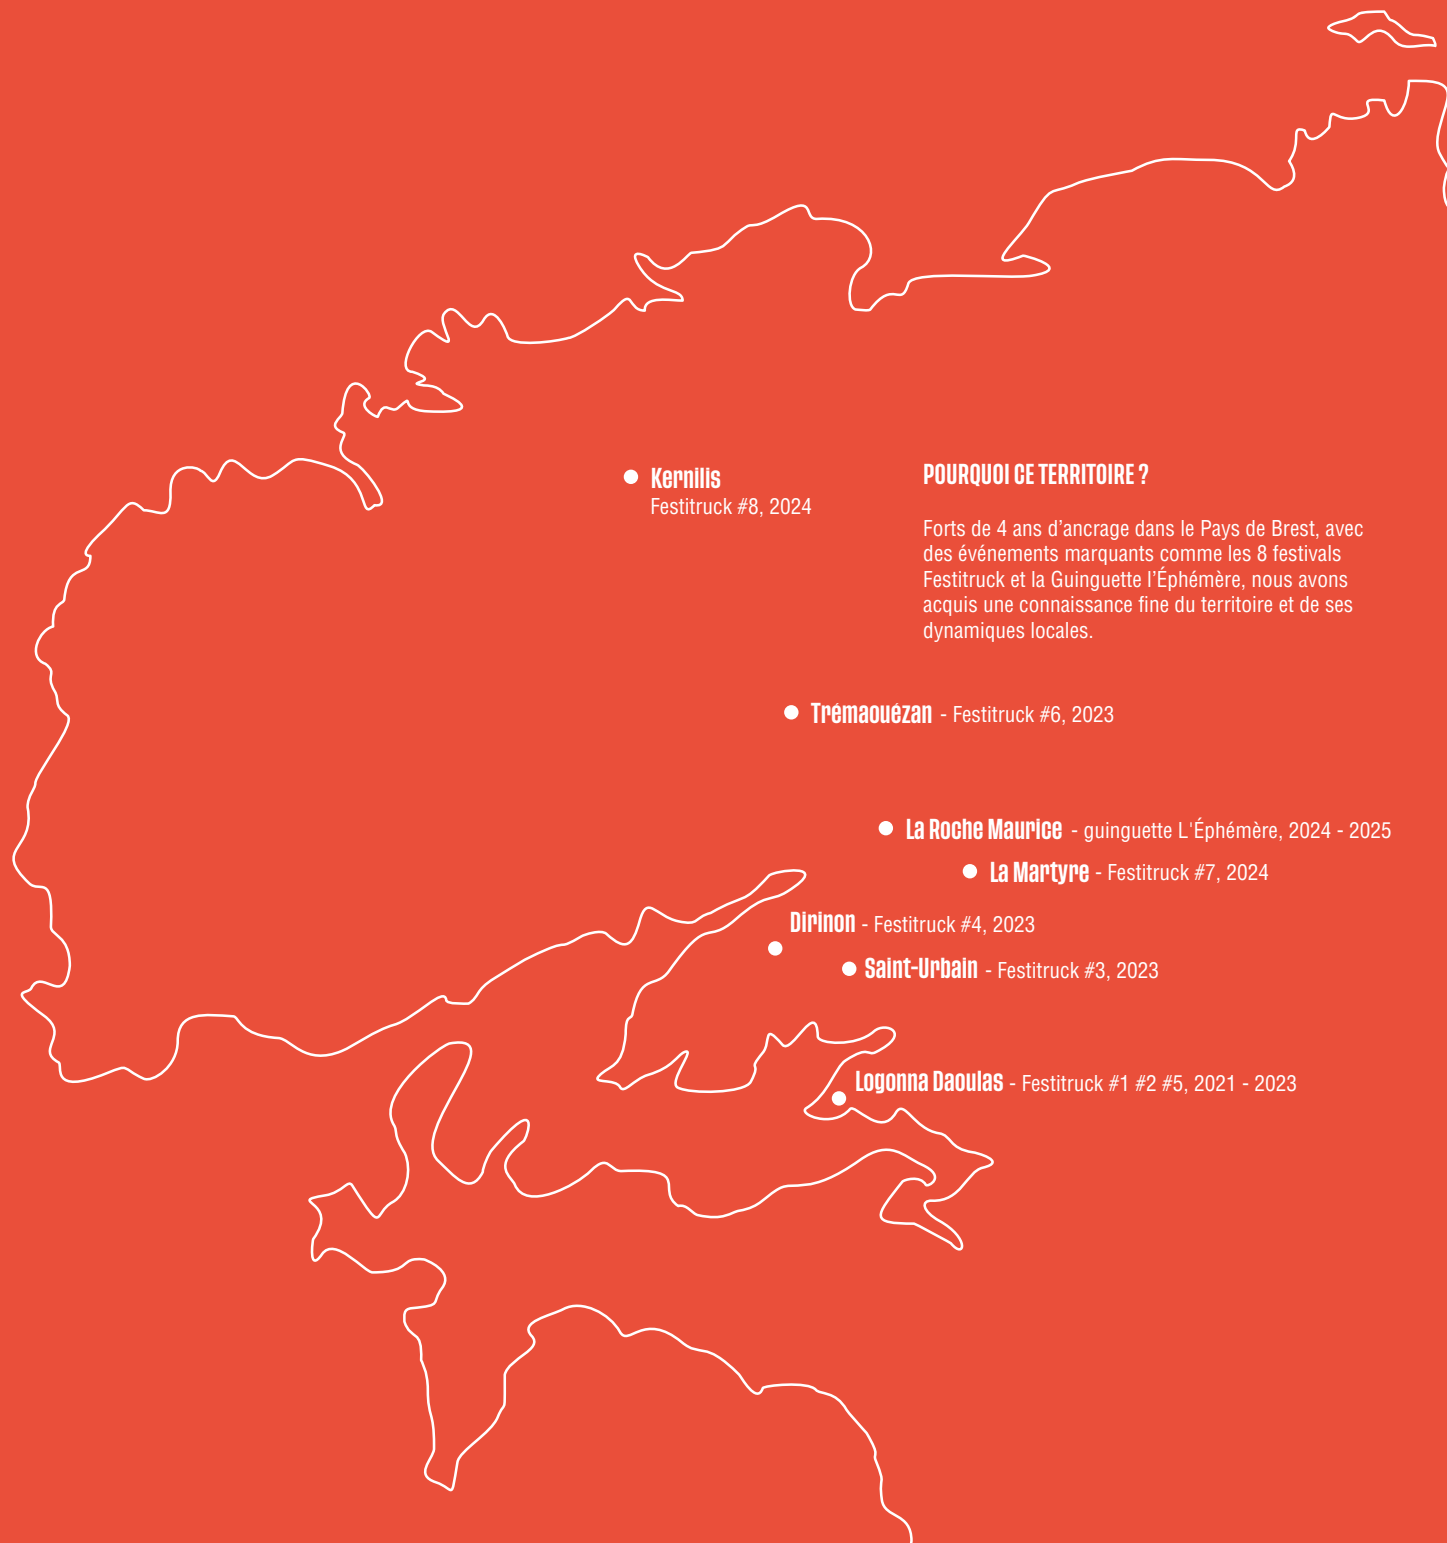 Kernilis
Festitruck #8, 2024
POURQUOI CE TERRITOIRE ?
Forts de 4 ans d’ancrage dans le Pays de Brest, avec
des événements marquants comme les 8 festivals
Festitruck et la Guinguette l’Éphémère, nous avons
acquis une connaissance fine du territoire et de ses
dynamiques locales.
Trémaouézan - Festitruck #6, 2023
La Roche Maurice - guinguette L'Éphémère, 2024 - 2025
La Martyre - Festitruck #7, 2024
Dirinon - Festitruck #4, 2023
Saint-Urbain - Festitruck #3, 2023
Logonna Daoulas - Festitruck #1 #2 #5, 2021 - 2023